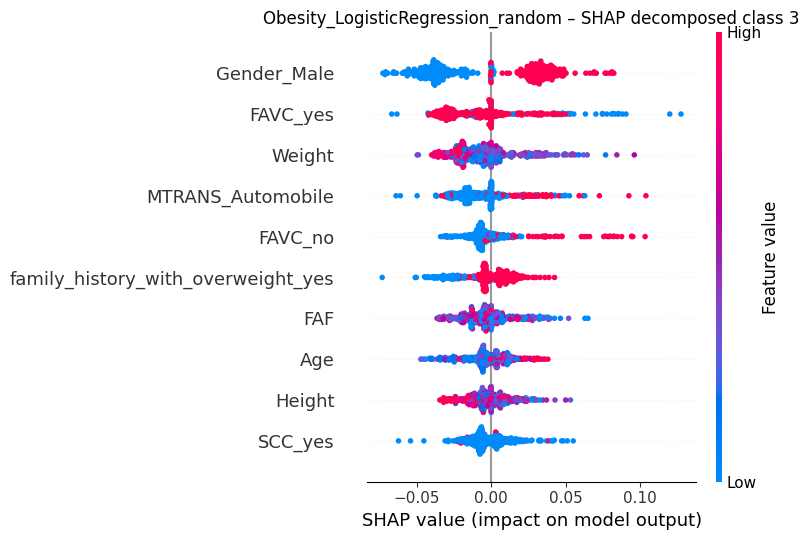 Obesity_LogisticRegression_random – SHAP decomposed class 3
High
Gender_Male
FAVC_yes
Weight
MTRANS_Automobile
FAVC_no
family_history_with_overweight_yes
FAF
Age
Height
SCC_yes
Feature value
Low
−0.05 0.00 0.05 0.10
SHAP value (impact on model output)